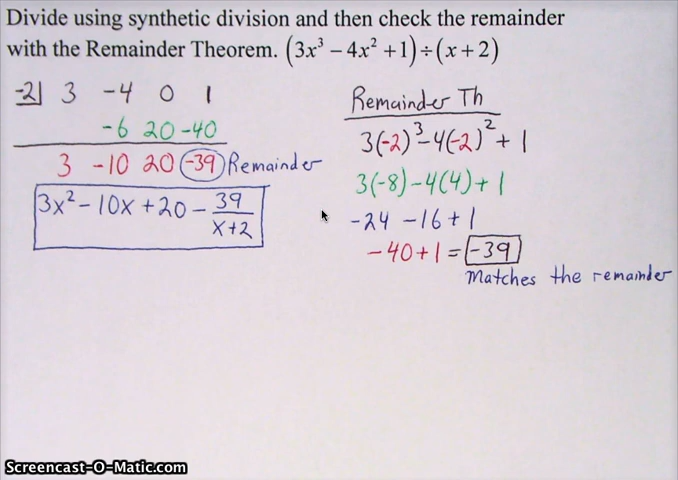 Divide using synthetic division and then check the remainder
with the Remainder Theorem. (3x³ − 4x² + 1) ÷ (x + 2)
-2| 3 -4 0 1
-6 20 -40
3 -10 20 -39 Remainder
3x² - 10x + 20 - 39/(x+2)
Remainder Th
3(-2)³ - 4(-2)² + 1
3(-8) - 4(4) + 1
-24 - 16 + 1
-40 + 1 = -39
Matches the remainder
Screencast-O-Matic.com